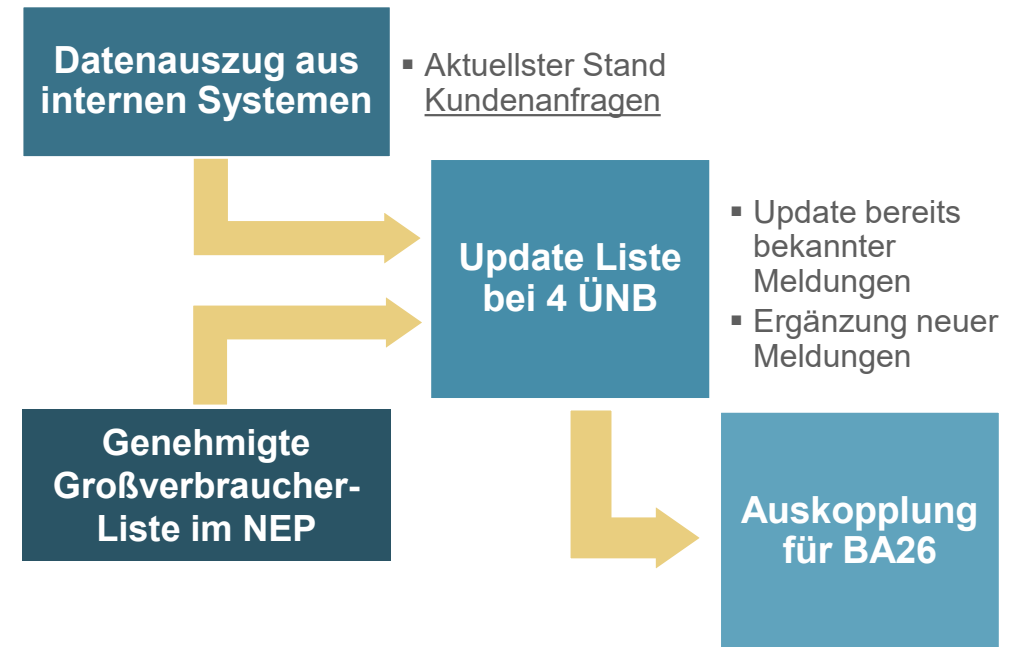 Datenauszug aus
internen Systemen
▪ Aktuellster Stand
Kundenanfragen
Update Liste
bei 4 ÜNB
▪ Update bereits
bekannter
Meldungen
▪ Ergänzung neuer
Meldungen
Genehmigte
Großverbraucher-
Liste im NEP
Auskopplung
für BA26